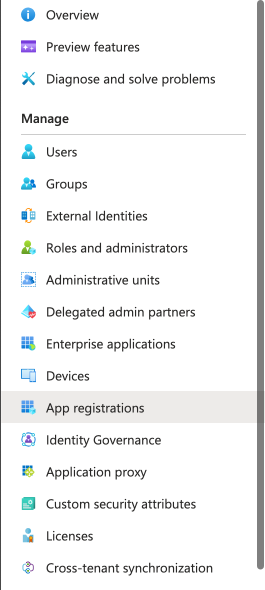 Overview
Preview features
Diagnose and solve problems
Manage
Users
Groups
External Identities
Roles and administrators
Administrative units
Delegated admin partners
Enterprise applications
Devices
App registrations
Identity Governance
Application proxy
Custom security attributes
Licenses
Cross-tenant synchronization